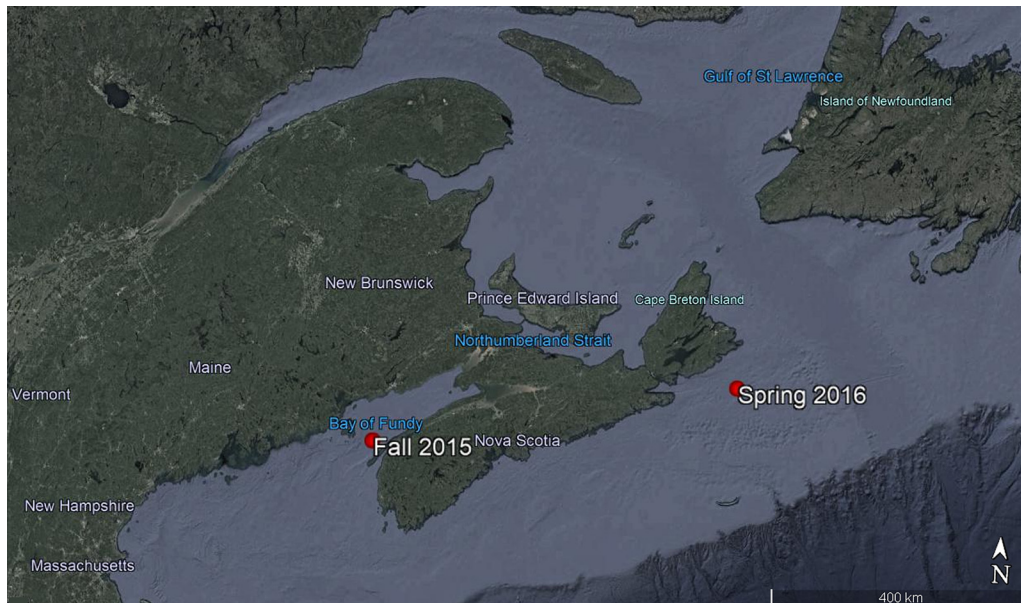 Gulf of St Lawrence
Island of Newfoundland
New Brunswick
Prince Edward Island
Cape Breton Island
Northumberland Strait
Maine
Vermont
Spring 2016
Bay of Fundy
Fall 2015
Nova Scotia
New Hampshire
Massachusetts
N
400 km